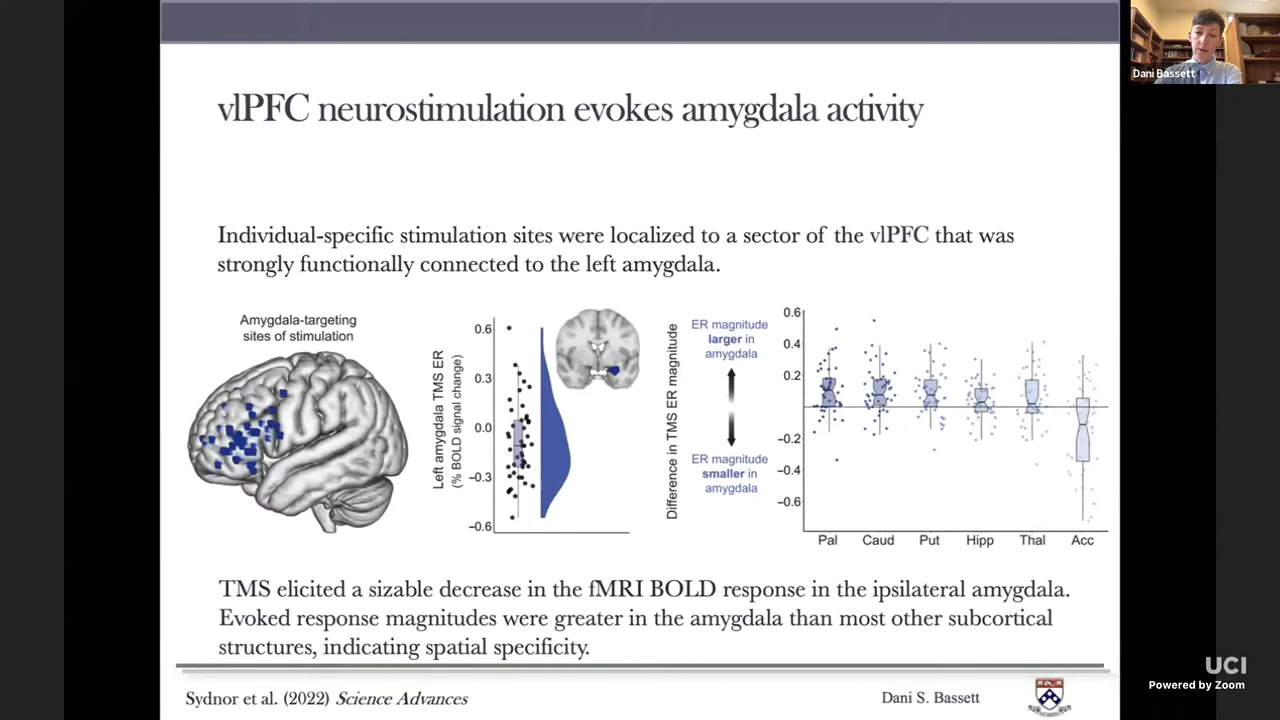 vlPFC neurostimulation evokes amygdala activity
Dani Bassett
Individual-specific stimulation sites were localized to a sector of the vlPFC that was
strongly functionally connected to the left amygdala.
Amygdala-targeting
sites of stimulation
Left amygdala TMS ER
(% BOLD signal change)
0.6
0.3
0.0
−0.3
−0.6
Difference in TMS ER magnitude
ER magnitude
larger in
amygdala
ER magnitude
smaller in
amygdala
0.6
0.4
0.2
−0.2
−0.4
−0.6
Pal Caud Put Hipp Thal Acc
TMS elicited a sizable decrease in the fMRI BOLD response in the ipsilateral amygdala.
Evoked response magnitudes were greater in the amygdala than most other subcortical
structures, indicating spatial specificity.
Sydnor et al. (2022) Science Advances
Dani S. Bassett
UCI
Powered by Zoom